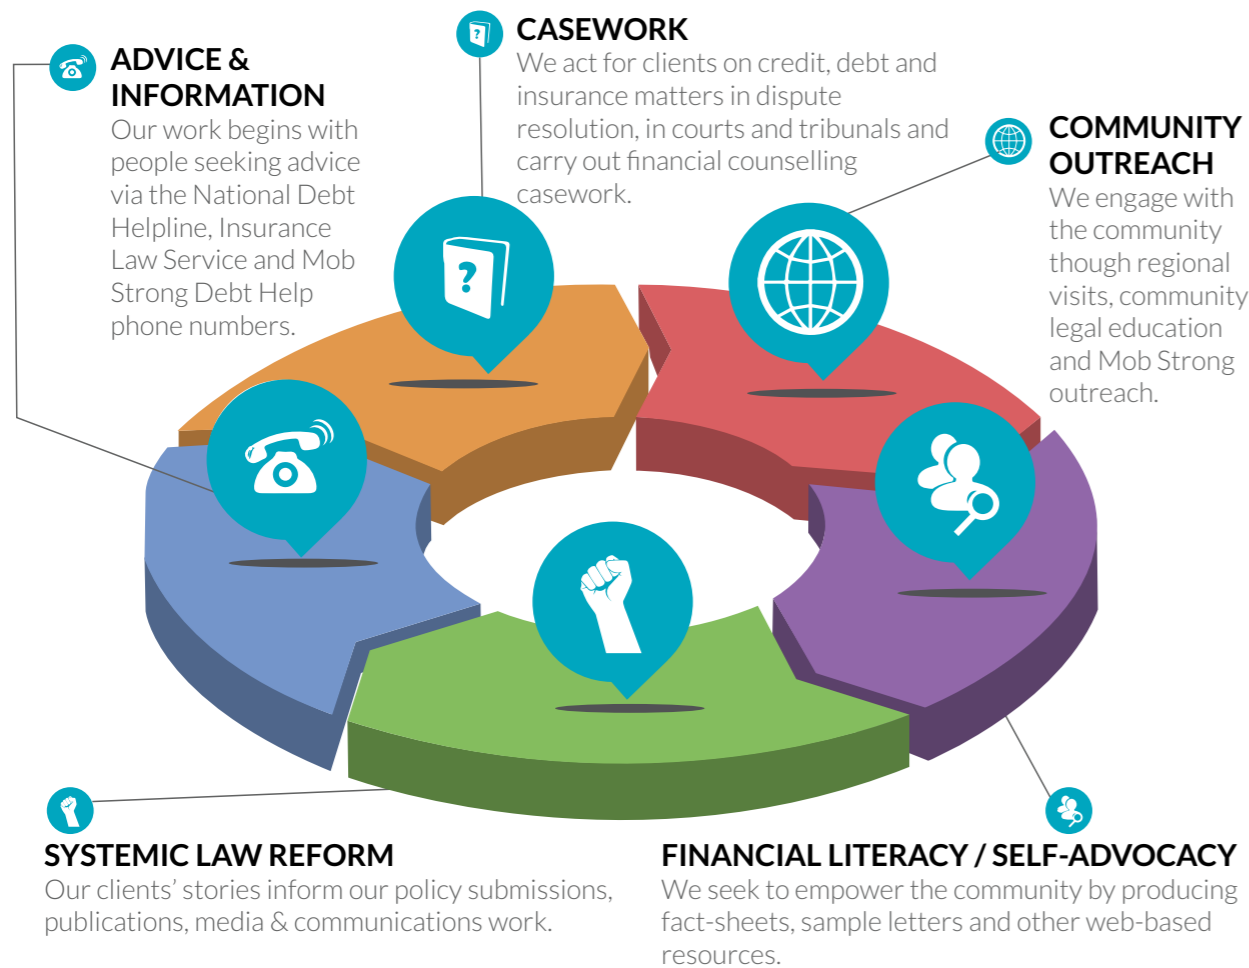 ADVICE &
INFORMATION
Our work begins with
people seeking advice
via the National Debt
Helpline, Insurance
Law Service and Mob
Strong Debt Help
phone numbers.
CASEWORK
We act for clients on credit, debt and
insurance matters in dispute
resolution, in courts and tribunals and
carry out financial counselling
casework.
COMMUNITY
OUTREACH
We engage with
the community
though regional
visits, community
legal education
and Mob Strong
outreach.
?
?
SYSTEMIC LAW REFORM
Our clients' stories inform our policy submissions,
publications, media & communications work.
FINANCIAL LITERACY / SELF-ADVOCACY
We seek to empower the community by producing
fact-sheets, sample letters and other web-based
resources.